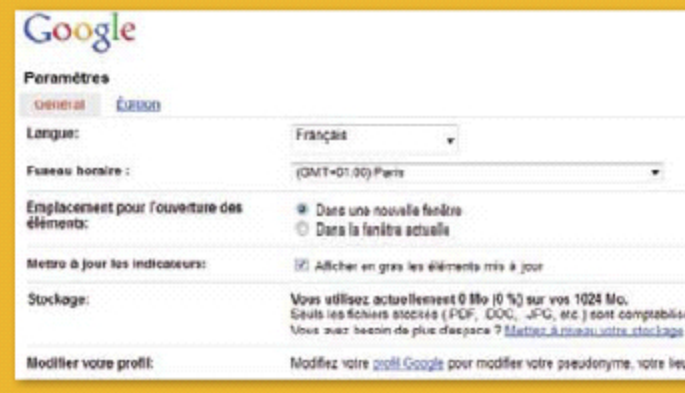 Google
Paramètres
Général Édition
Langue: Français
Fuseau horaire : (GMT+01:00) Paris
Emplacement pour l'ouverture des
éléments:
Dans une nouvelle fenêtre
Dans la fenêtre actuelle
Mettre à jour les indicateurs: Afficher en gras les éléments mis à jour
Stockage: Vous utilisez actuellement 0 Mo (0 %) sur vos 1024 Mo.
Seuls les fichiers stockés (PDF, DOC, JPG, etc.) sont comptabilisé
Vous avez besoin de plus d'espace ? Mettez à niveau votre stockage
Modifier votre profil: Modifiez votre profil Google pour modifier votre pseudonyme, votre lieu